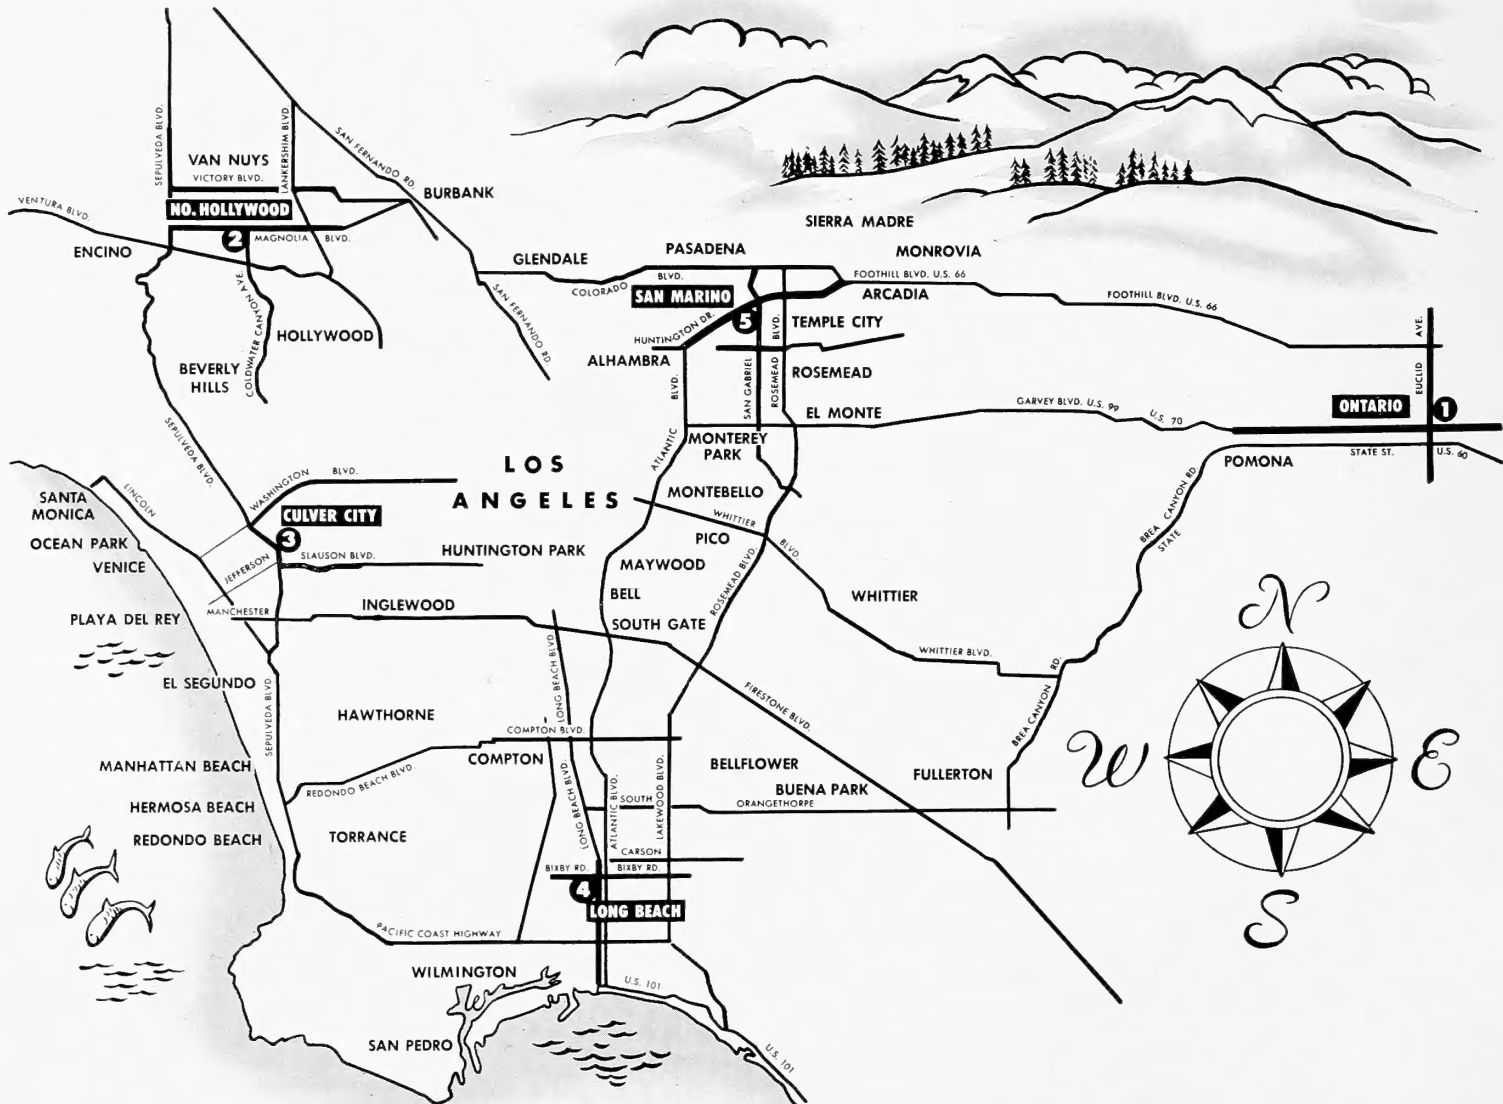 SEPULVEDA BLVD.
LANKERSHIM BLVD.
SAN FERNANDO RD.
VAN NUYS
VICTORY BLVD.
BURBANK
VENTURA BLVD.
NO. HOLLYWOOD
2
MAGNOLIA BLVD.
ENCINO
COLDWATER CANYON AVE.
HOLLYWOOD
BEVERLY
HILLS
SAN FERNANDO RD.
GLENDALE
COLORADO BLVD.
PASADENA
SIERRA MADRE
MONROVIA
FOOTHILL BLVD. U.S. 66
ARCADIA
FOOTHILL BLVD. U.S. 66
SAN MARINO
5
HUNTINGTON DR.
TEMPLE CITY
ALHAMBRA
ROSEMEAD
SAN GABRIEL
ROSEMEAD BLVD.
EL MONTE
GARVEY BLVD. U.S. 99
U.S. 70
EUCLID AVE.
ONTARIO
1
POMONA
STATE ST.
U.S. 60
ATLANTIC BLVD.
MONTEREY
PARK
SEPULVEDA BLVD.
LOS
ANGELES
WASHINGTON BLVD.
MONTEBELLO
SANTA
MONICA
LINCOLN
CULVER CITY
3
WHITTIER BLVD.
PICO
BREA CANYON RD.
STATE
OCEAN PARK
VENICE
JEFFERSON
SLAUSON BLVD.
HUNTINGTON PARK
MAYWOOD
ROSEMEAD BLVD.
BELL
WHITTIER
PLAYA DEL REY
MANCHESTER
INGLEWOOD
SOUTH GATE
WHITTIER BLVD.
EL SEGUNDO
LONG BEACH BLVD.
FIRESTONE BLVD.
BREA CANYON RD.
SEPULVEDA BLVD.
HAWTHORNE
COMPTON BLVD.
COMPTON
MANHATTAN BEACH
REDONDO BEACH BLVD.
BELLFLOWER
BUENA PARK
FULLERTON
HERMOSA BEACH
LONG BEACH BLVD.
ATLANTIC BLVD.
SOUTH
LAKEWOOD BLVD.
ORANGETHORPE
REDONDO BEACH
TORRANCE
CARSON
BIXBY RD.
BIXBY RD.
4
LONG BEACH
PACIFIC COAST HIGHWAY
WILMINGTON
U.S. 101
SAN PEDRO
U.S. 101
N
W
E
S